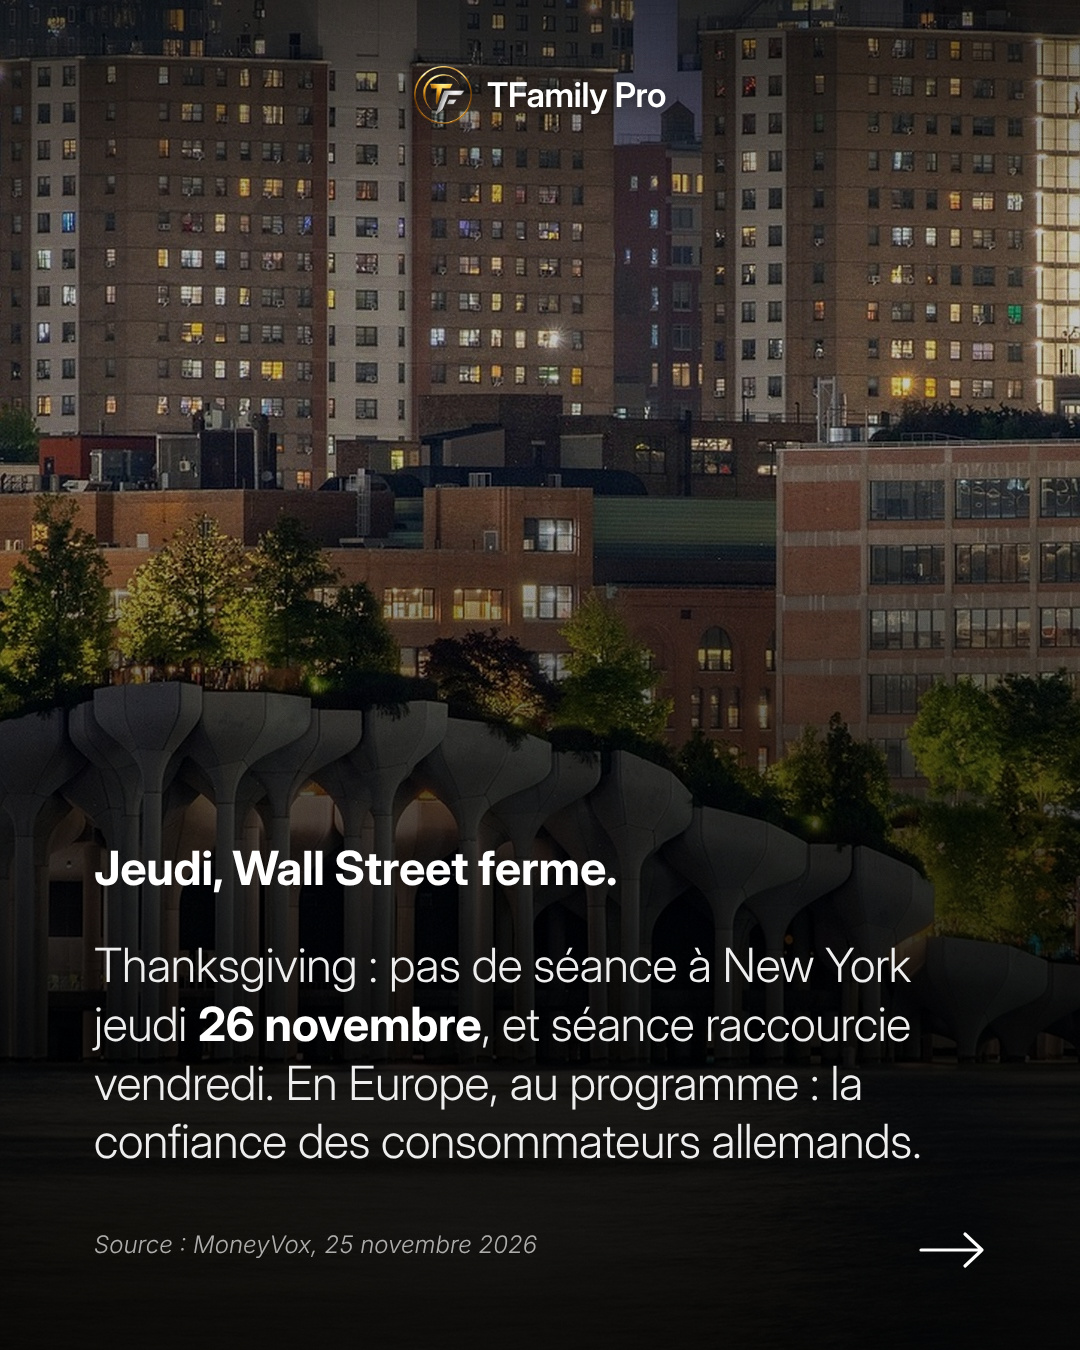 TFamily Pro
Jeudi, Wall Street ferme.
Thanksgiving : pas de séance à New York
jeudi 26 novembre, et séance raccourcie
vendredi. En Europe, au programme : la
confiance des consommateurs allemands.
Source : MoneyVox, 25 novembre 2026